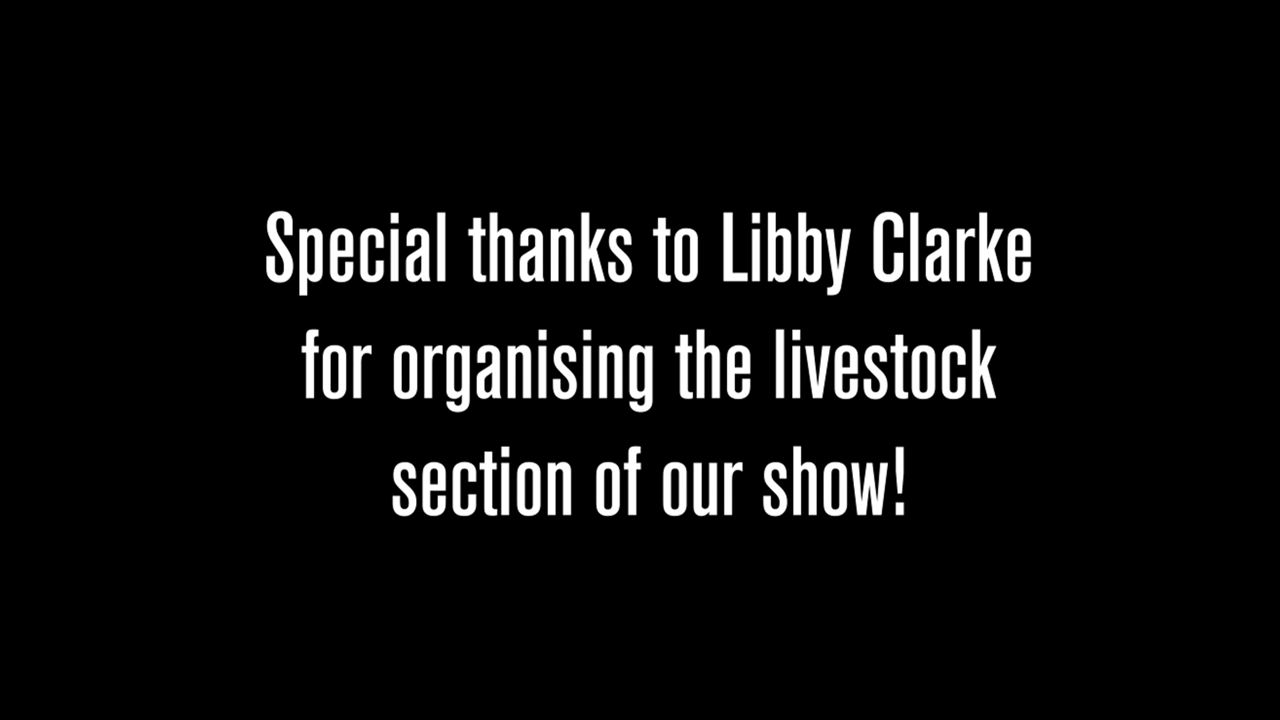 Special thanks to Libby Clarke
for organising the livestock
section of our show!